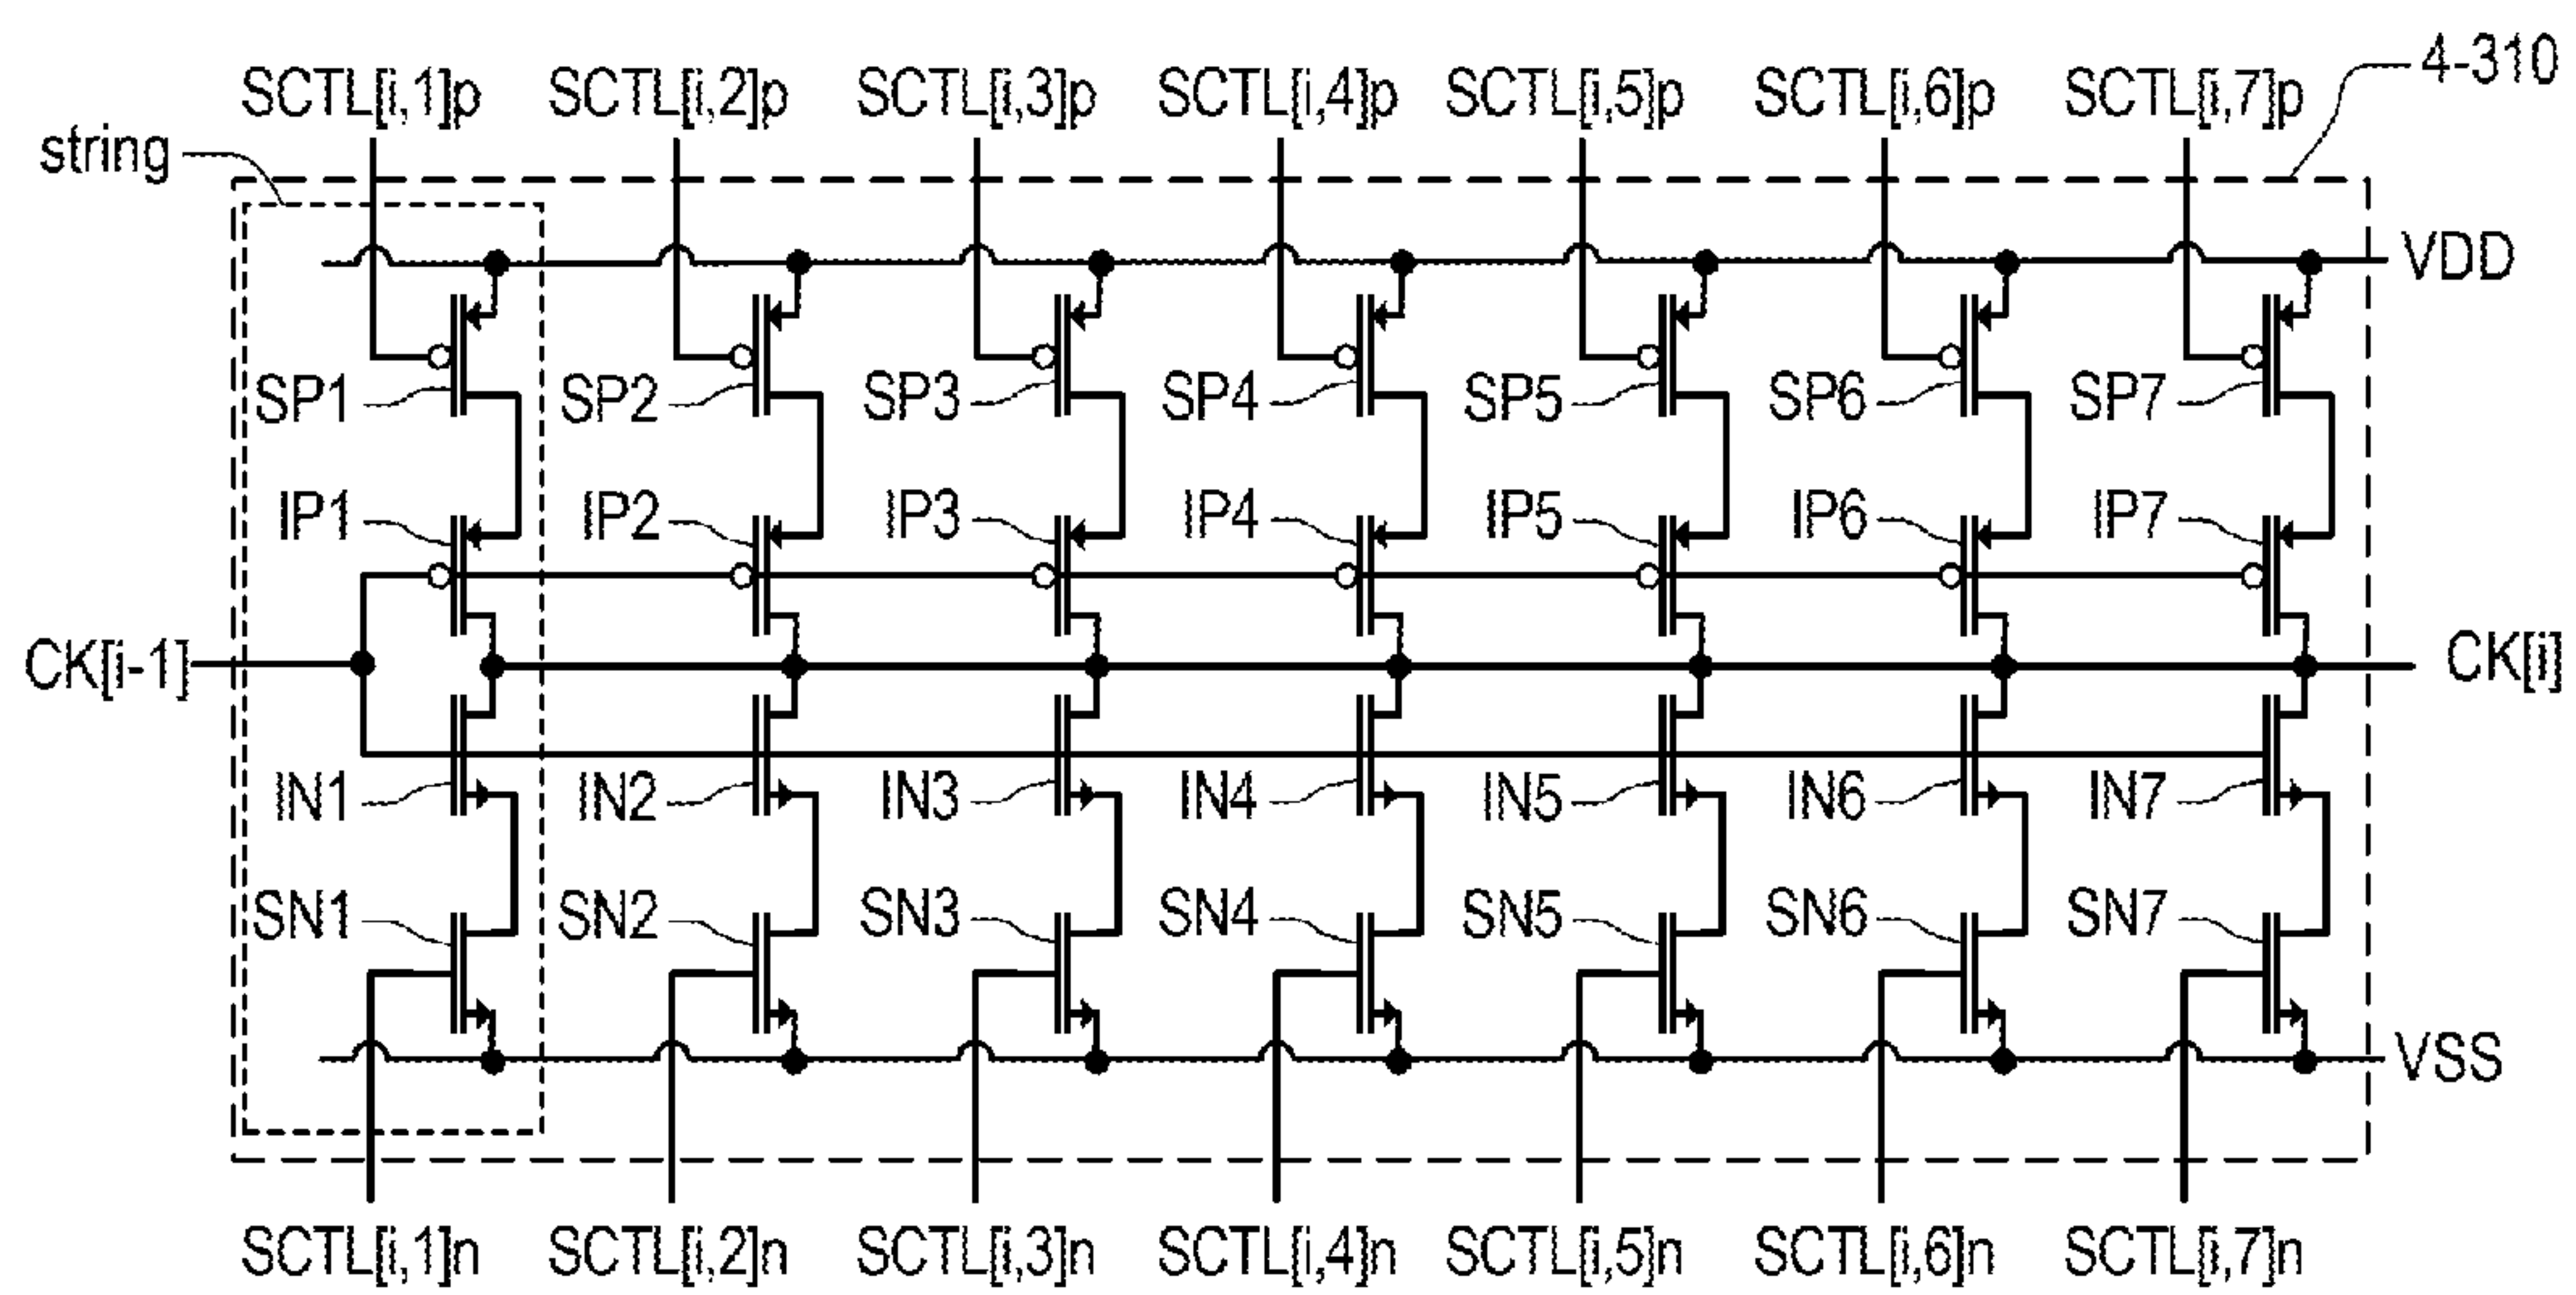 4-310
SCTL[i,1]p SCTL[i,2]p SCTL[i,3]p SCTL[i,4]p SCTL[i,5]p SCTL[i,6]p SCTL[i,7]p
string
VDD
SP1 SP2 SP3 SP4 SP5 SP6 SP7
IP1 IP2 IP3 IP4 IP5 IP6 IP7
CK[i-1] CK[i]
IN1 IN2 IN3 IN4 IN5 IN6 IN7
SN1 SN2 SN3 SN4 SN5 SN6 SN7
VSS
SCTL[i,1]n SCTL[i,2]n SCTL[i,3]n SCTL[i,4]n SCTL[i,5]n SCTL[i,6]n SCTL[i,7]n